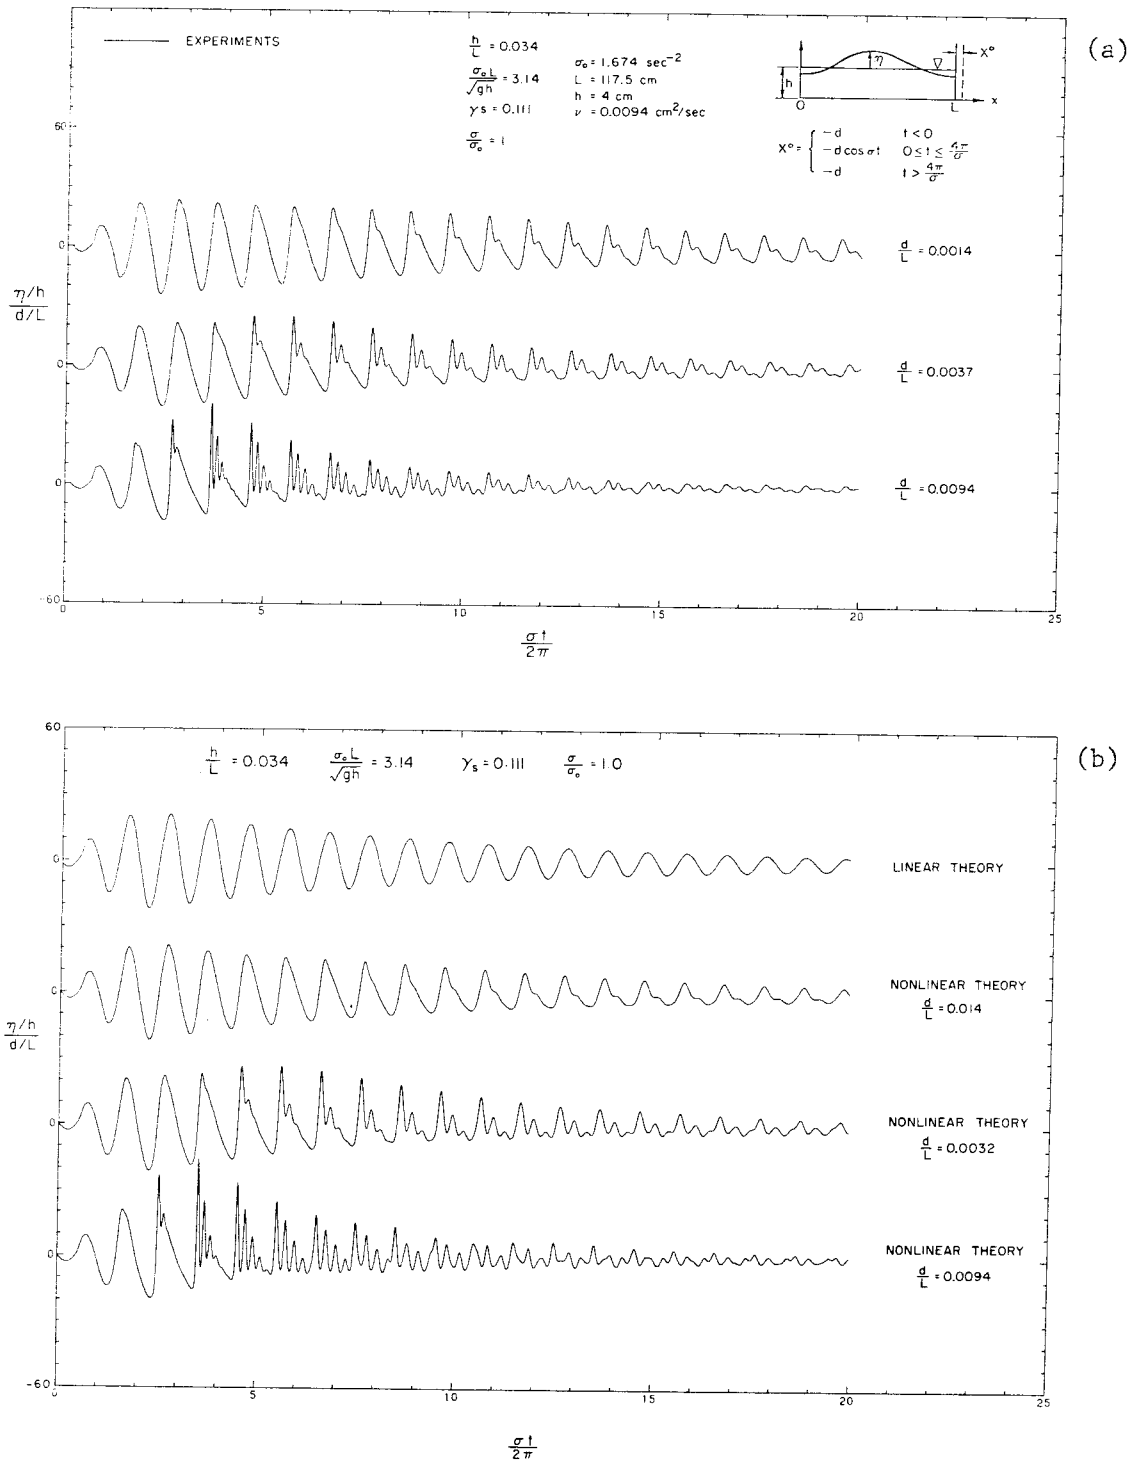 (a)
EXPERIMENTS
h/L = 0.034
σ₀L/√gh = 3.14
γs = 0.111
σ/σ₀ = 1
σ₀ = 1.674 sec⁻²
L = 117.5 cm
h = 4 cm
ν = 0.0094 cm²/sec
η
h
X°
O
L
x
X° = { -d t < 0
-d cos σt 0 ≤ t ≤ 4π/σ
-d t > 4π/σ
60
0
0
0
-60
η/h
d/L
d/L = 0.0014
d/L = 0.0037
d/L = 0.0094
0 5 10 15 20 25
σt/2π
(b)
h/L = 0.034 σ₀L/√gh = 3.14 γs = 0.111 σ/σ₀ = 1.0
60
0
0
0
0
-60
η/h
d/L
LINEAR THEORY
NONLINEAR THEORY
d/L = 0.014
NONLINEAR THEORY
d/L = 0.0032
NONLINEAR THEORY
d/L = 0.0094
0 5 10 15 20 25
σt/2π